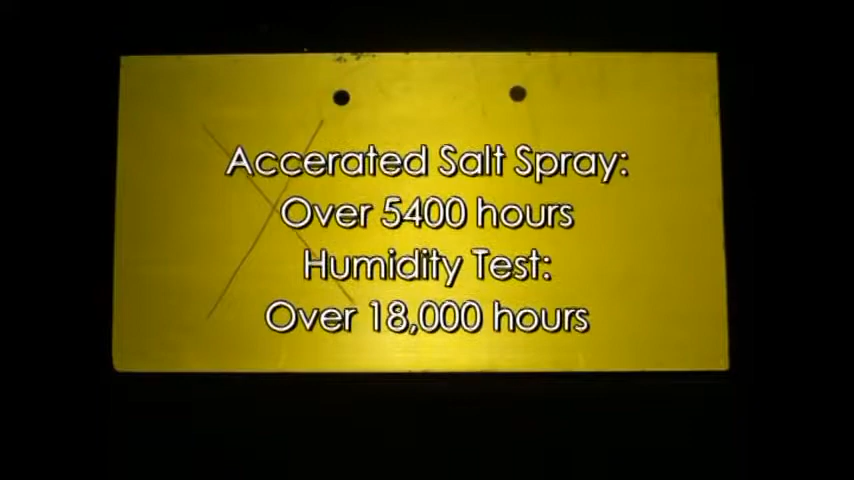 Accerated Salt Spray:
Over 5400 hours
Humidity Test:
Over 18,000 hours